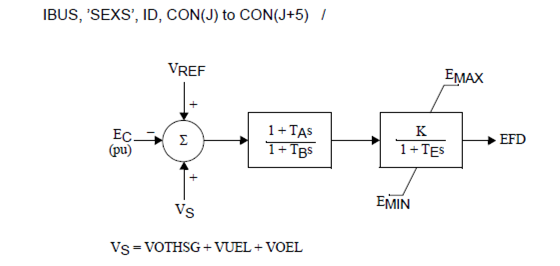 IBUS, 'SEXS', ID, CON(J) to CON(J+5) /
VREF
EMAX
+
EC
−
(pu)
Σ
1 + TAs
1 + TBs
K
1 + TEs
EFD
+
VS
EMIN
VS = VOTHSG + VUEL + VOEL